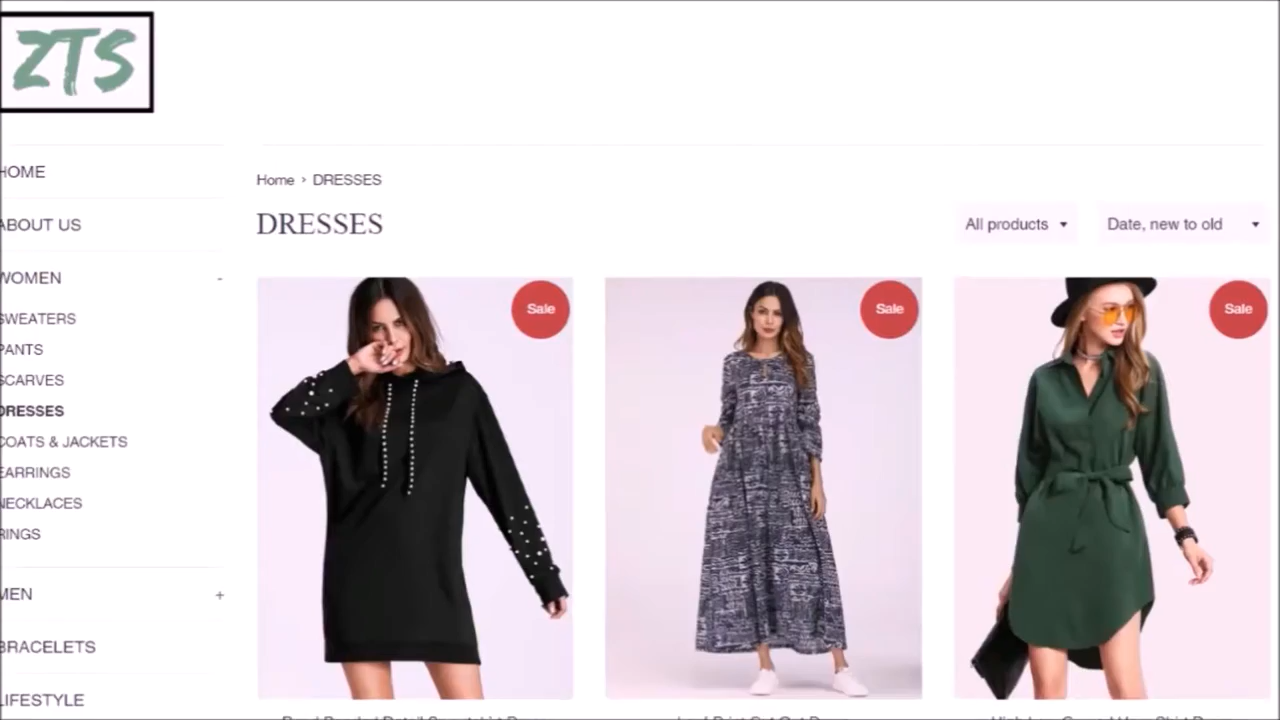 ZTS
HOME
ABOUT US
WOMEN -
SWEATERS
PANTS
SCARVES
DRESSES
COATS & JACKETS
EARRINGS
NECKLACES
RINGS
MEN +
BRACELETS
LIFESTYLE
Home › DRESSES
DRESSES
All products
Date, new to old
Sale
Sale
Sale